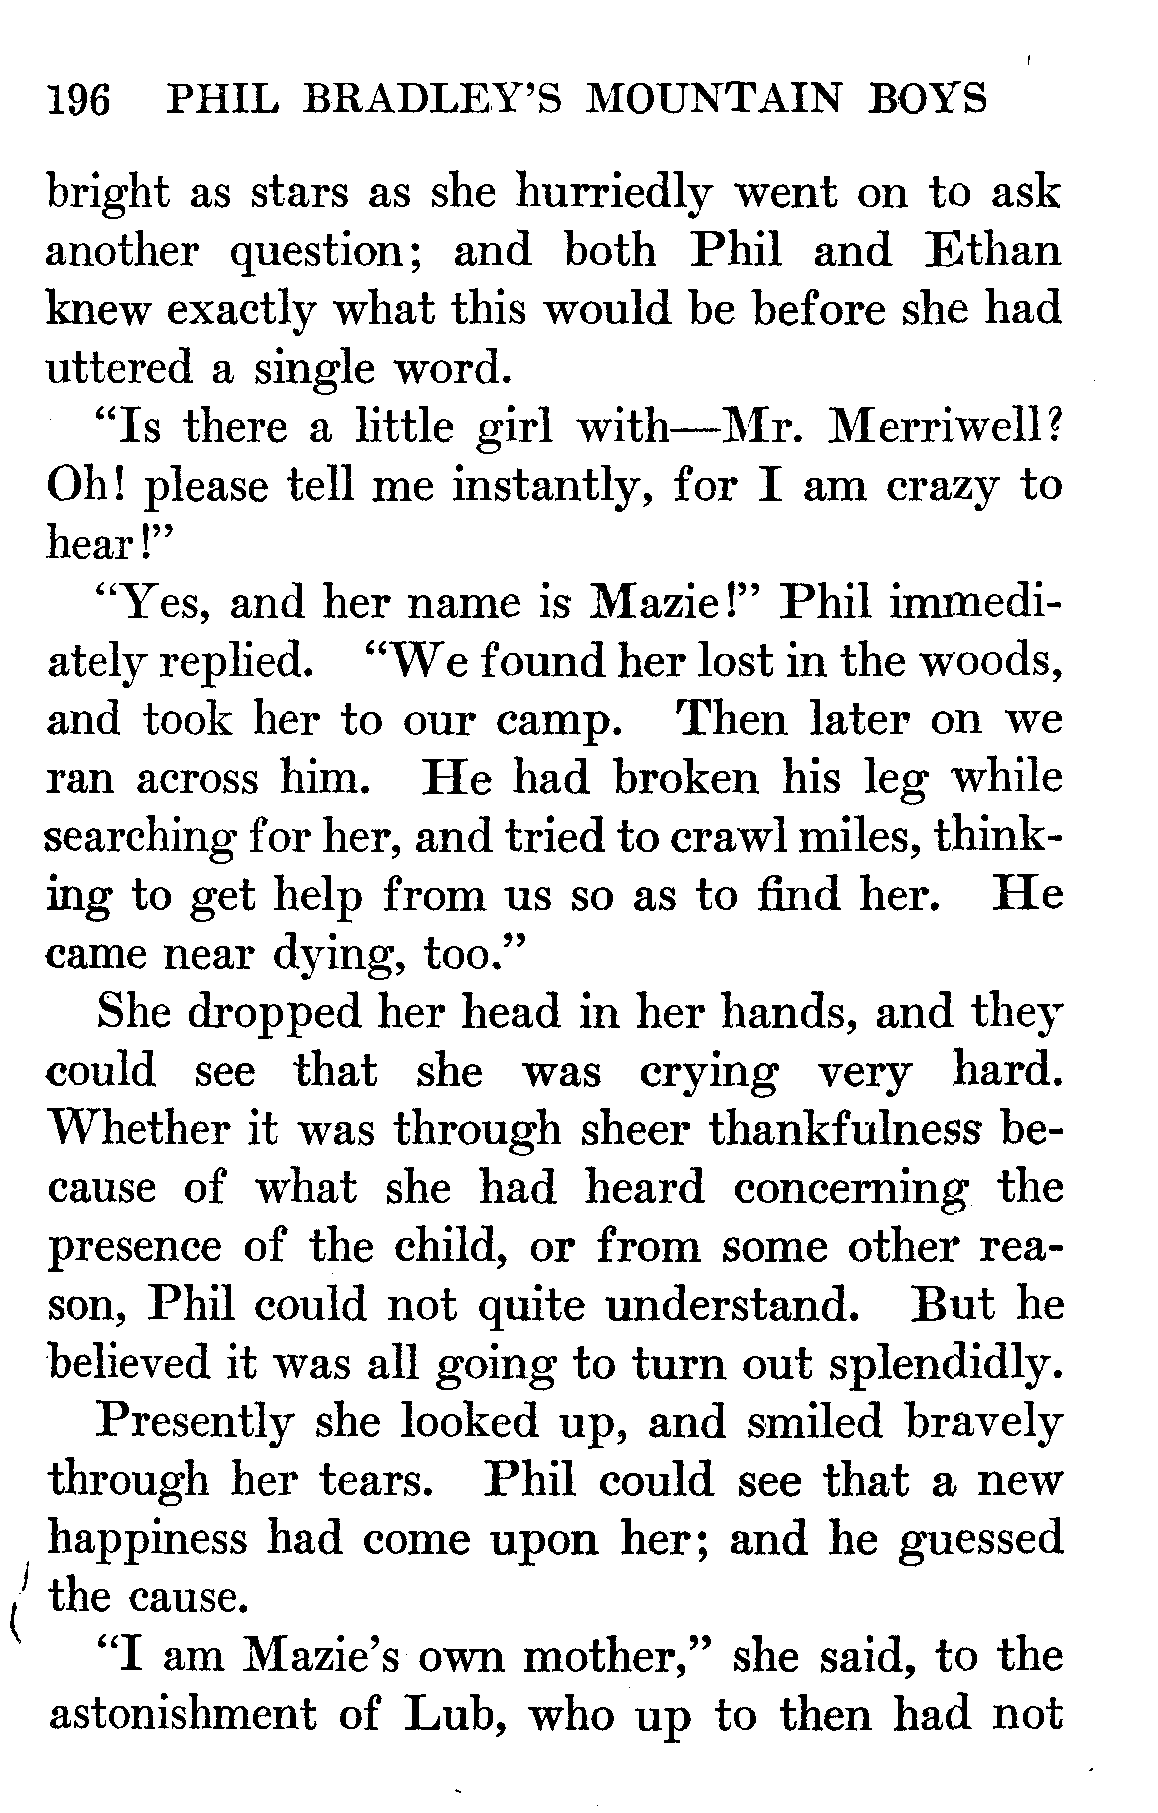 196 PHIL BRADLEY'S MOUNTAIN BOYS
bright as stars as she hurriedly went on to ask
another question; and both Phil and Ethan
knew exactly what this would be before she had
uttered a single word.
"Is there a little girl with—Mr. Merriwell?
Oh! please tell me instantly, for I am crazy to
hear!"
"Yes, and her name is Mazie!" Phil immedi-
ately replied. "We found her lost in the woods,
and took her to our camp. Then later on we
ran across him. He had broken his leg while
searching for her, and tried to crawl miles, think-
ing to get help from us so as to find her. He
came near dying, too."
She dropped her head in her hands, and they
could see that she was crying very hard.
Whether it was through sheer thankfulness be-
cause of what she had heard concerning the
presence of the child, or from some other rea-
son, Phil could not quite understand. But he
believed it was all going to turn out splendidly.
Presently she looked up, and smiled bravely
through her tears. Phil could see that a new
happiness had come upon her; and he guessed
the cause.
"I am Mazie's own mother," she said, to the
astonishment of Lub, who up to then had not